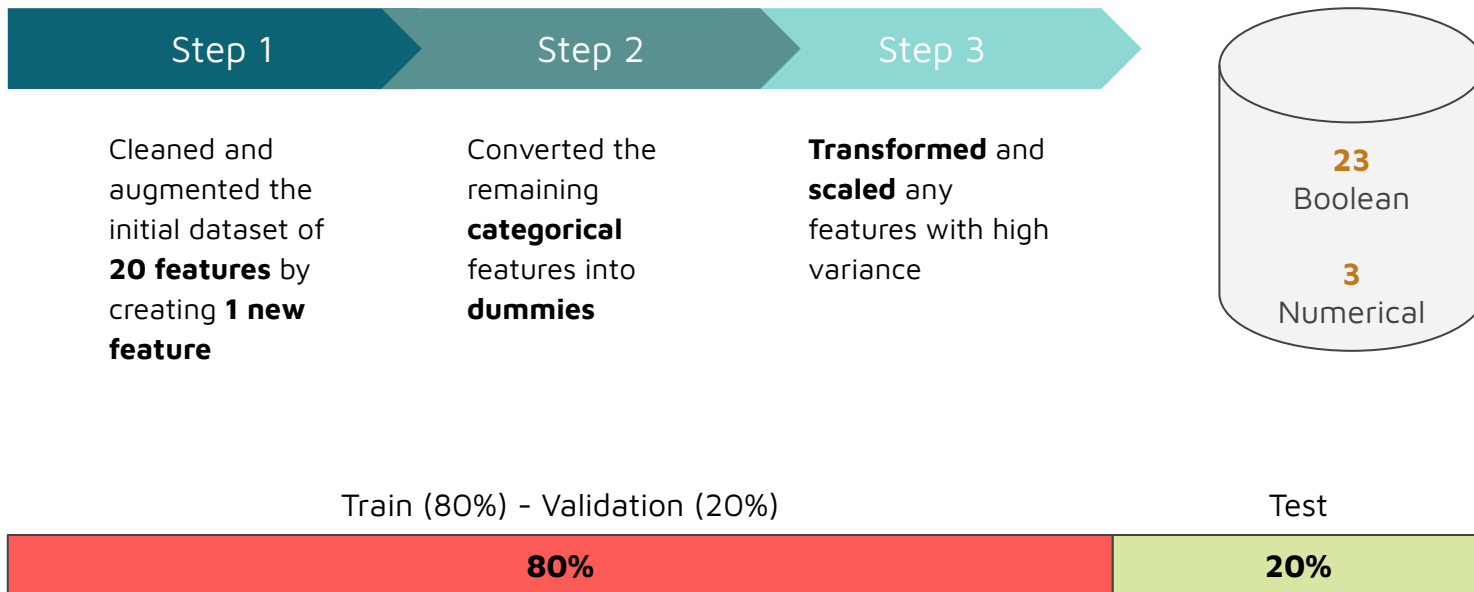 Step 1
Step 2
Step 3
Cleaned and
augmented the
initial dataset of
20 features by
creating 1 new
feature
Converted the
remaining
categorical
features into
dummies
Transformed and
scaled any
features with high
variance
23
Boolean
3
Numerical
Train (80%) - Validation (20%)
Test
80%
20%